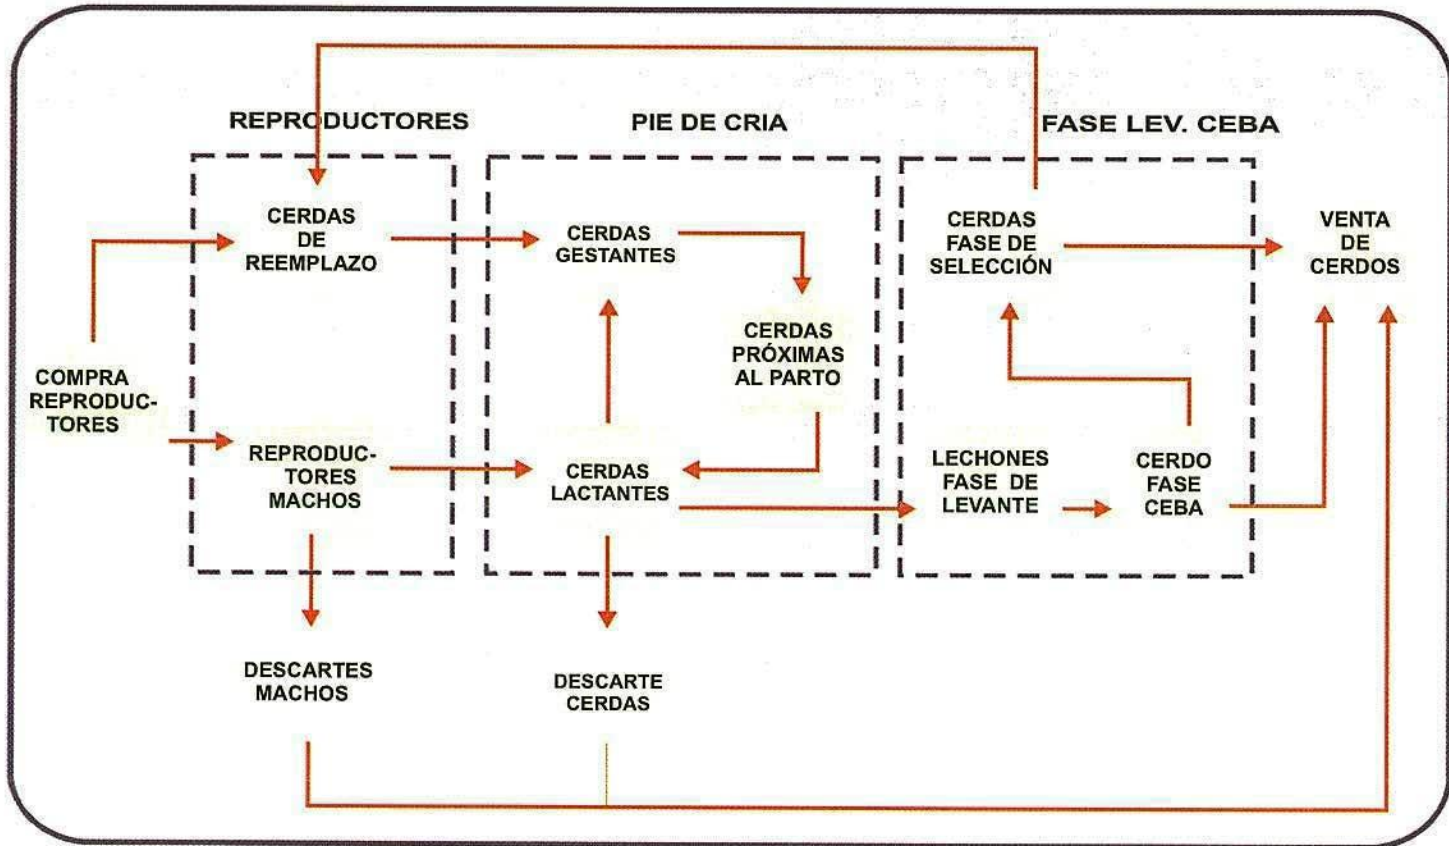 REPRODUCTORES
PIE DE CRIA
FASE LEV. CEBA
CERDAS
DE
REEMPLAZO
CERDAS
GESTANTES
CERDAS
FASE DE
SELECCIÓN
VENTA
DE
CERDOS
CERDAS
PRÓXIMAS
AL PARTO
COMPRA
REPRODUC-
TORES
REPRODUC-
TORES
MACHOS
CERDAS
LACTANTES
LECHONES
FASE DE
LEVANTE
CERDO
FASE
CEBA
DESCARTES
MACHOS
DESCARTE
CERDAS